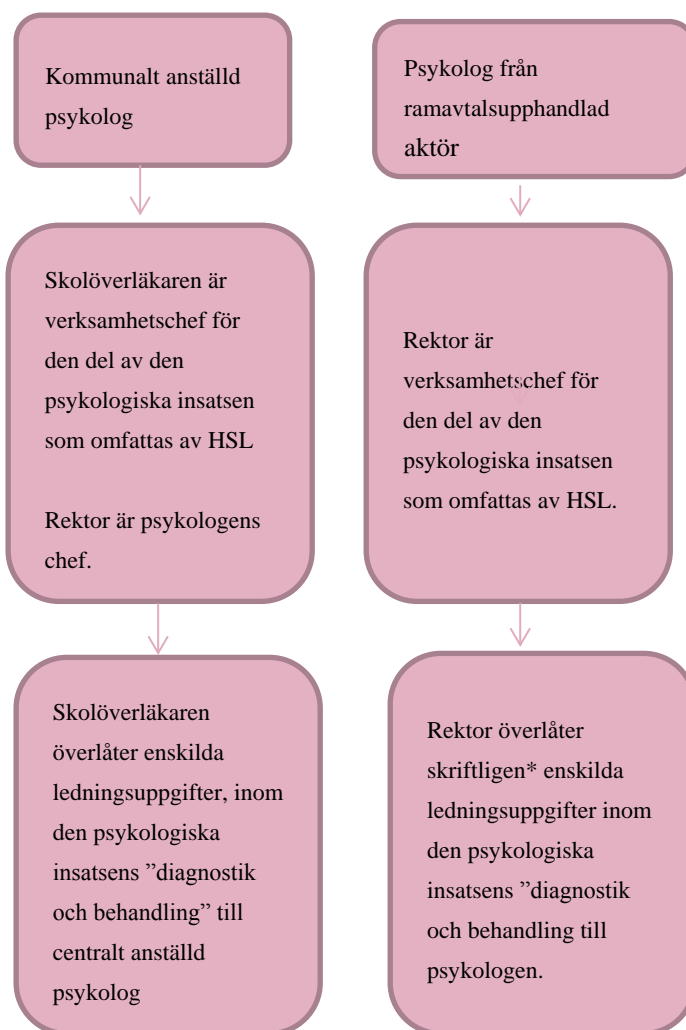 Kommunalt anställd
psykolog
Skolöverläkaren är
verksamhetschef för
den del av den
psykologiska insatsen
som omfattas av HSL
Rektor är psykologens
chef.
Skolöverläkaren
överlåter enskilda
ledningsuppgifter, inom
den psykologiska
insatsens ”diagnostik
och behandling” till
centralt anställd
psykolog
Psykolog från
ramavtalsupphandlad
aktör
Rektor är
verksamhetschef för
den del av den
psykologiska insatsen
som omfattas av HSL.
Rektor överlåter
skriftligen* enskilda
ledningsuppgifter inom
den psykologiska
insatsens ”diagnostik
och behandling till
psykologen.